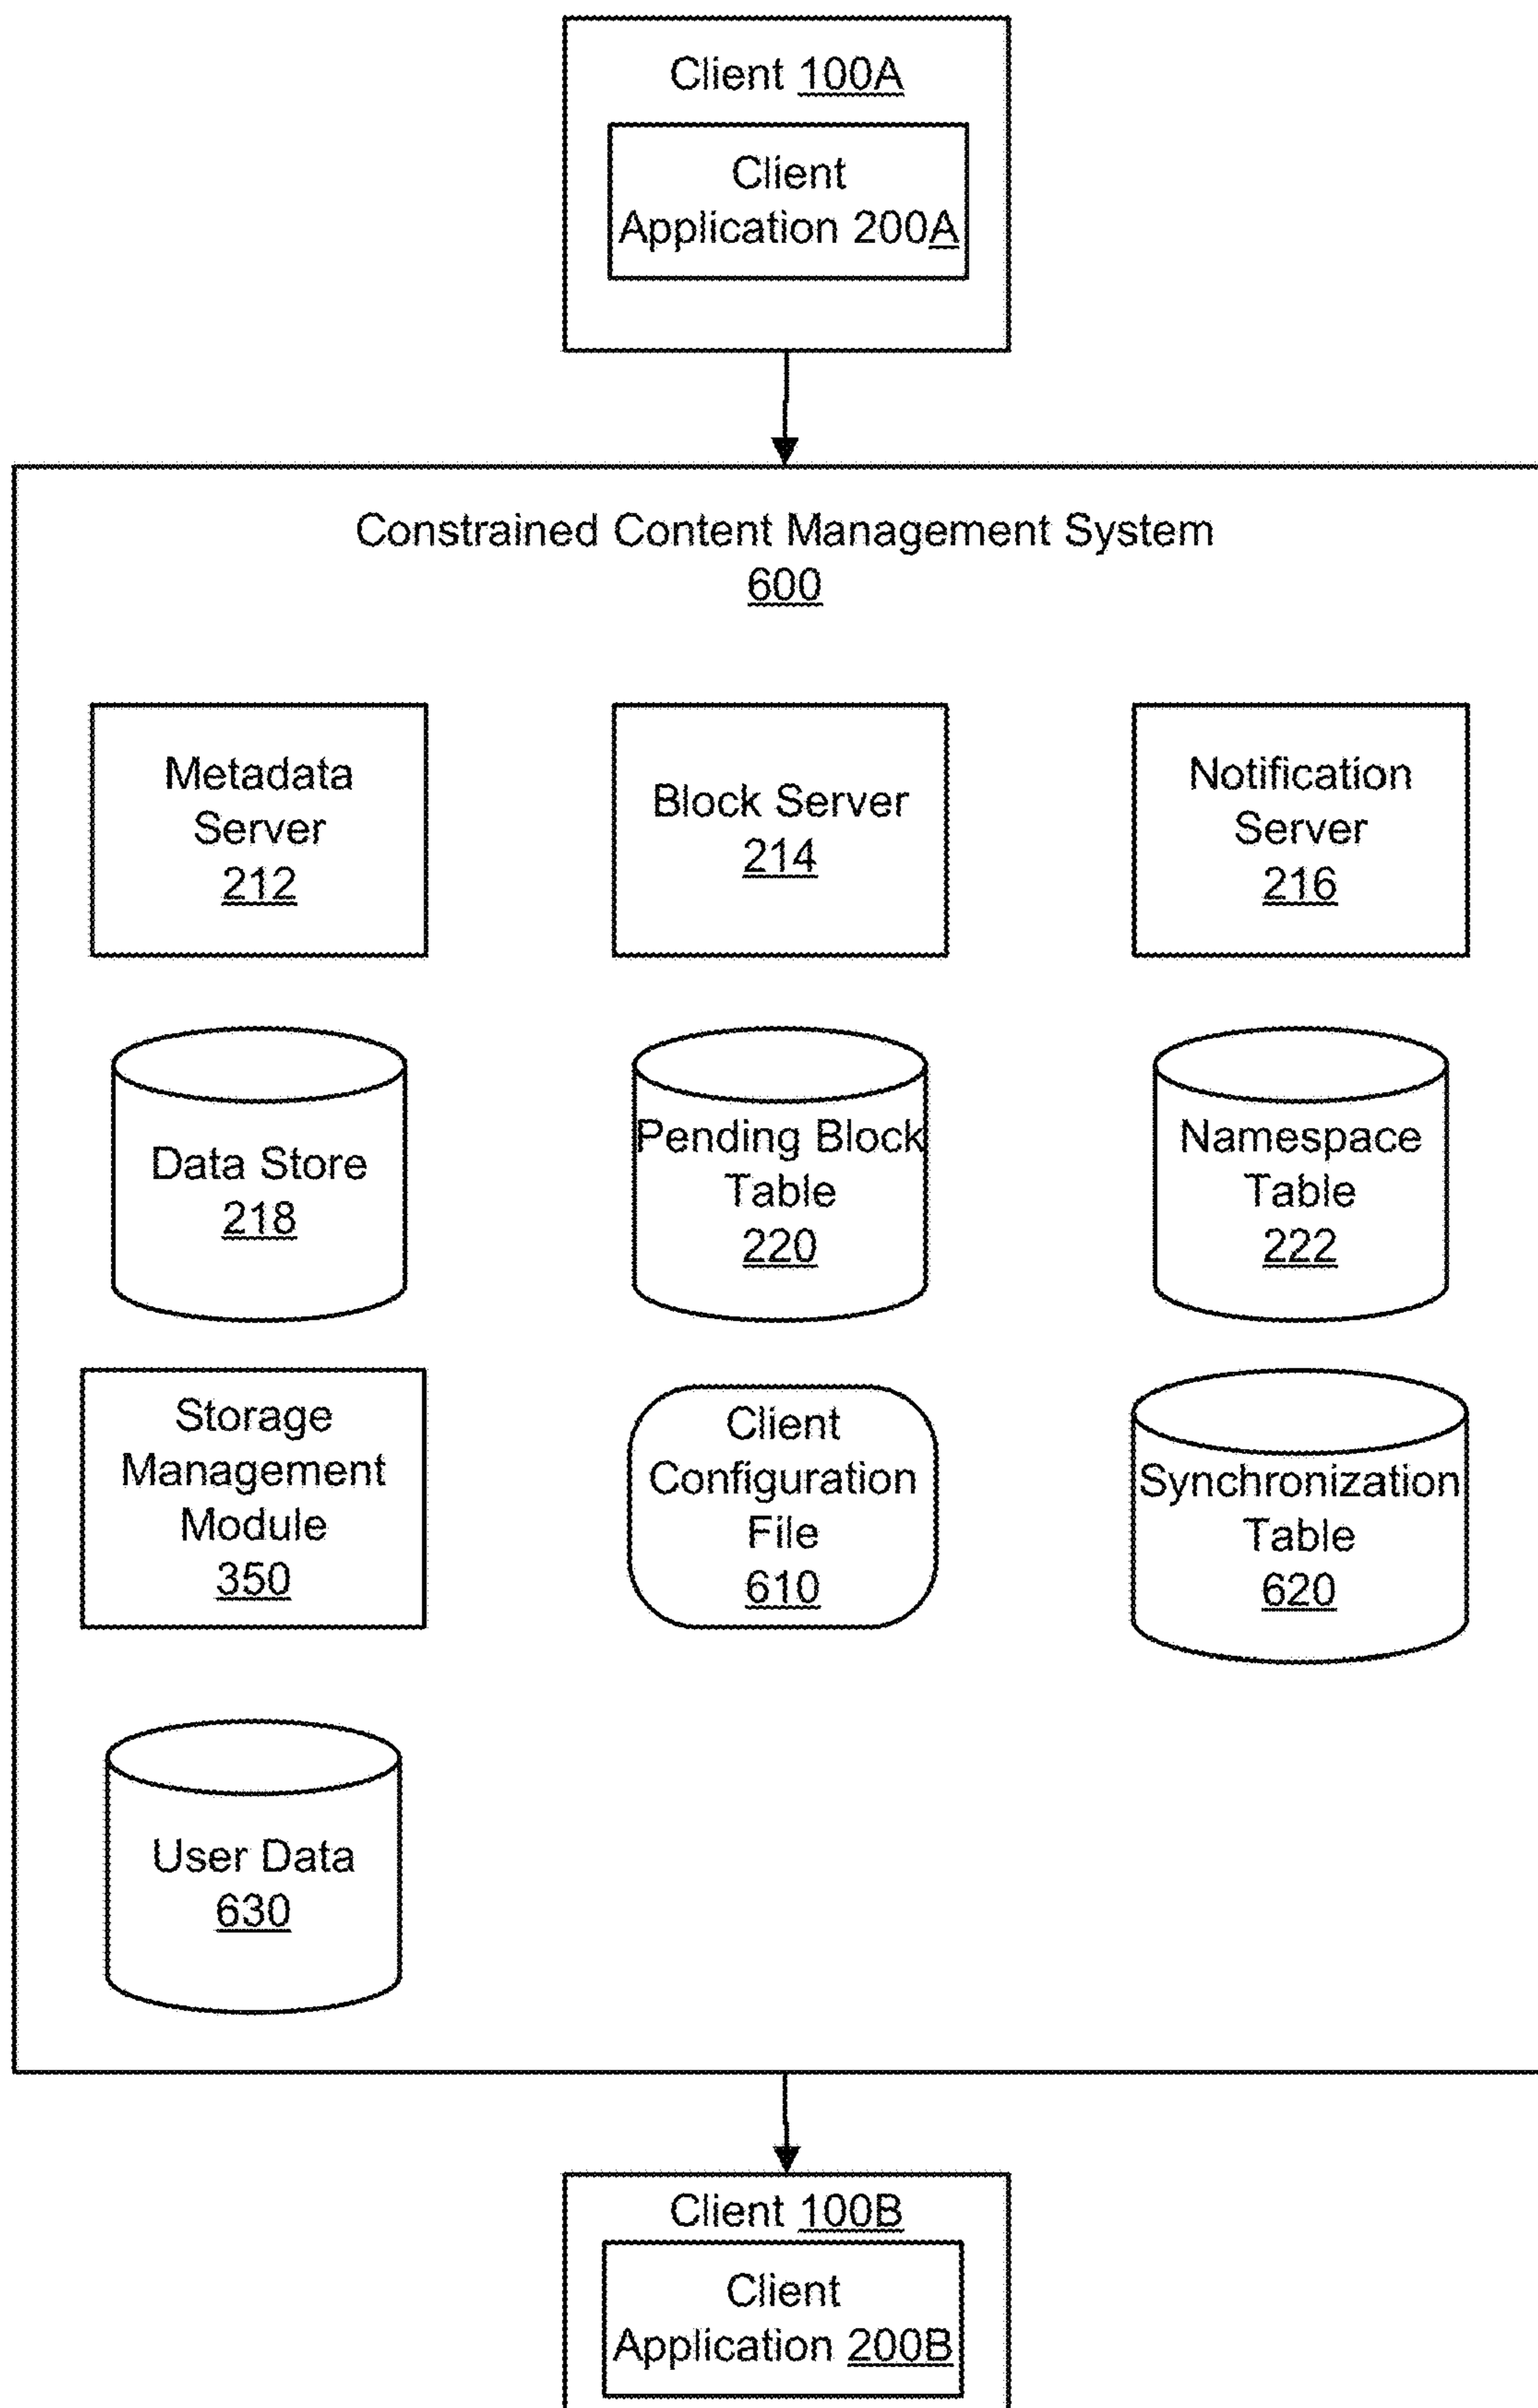 Client 100A
Client
Application 200A
Constrained Content Management System
600
Metadata
Server
212
Block Server
214
Notification
Server
216
Data Store
218
Pending Block
Table
220
Namespace
Table
222
Storage
Management
Module
350
Client
Configuration
File
610
Synchronization
Table
620
User Data
630
Client 100B
Client
Application 200B